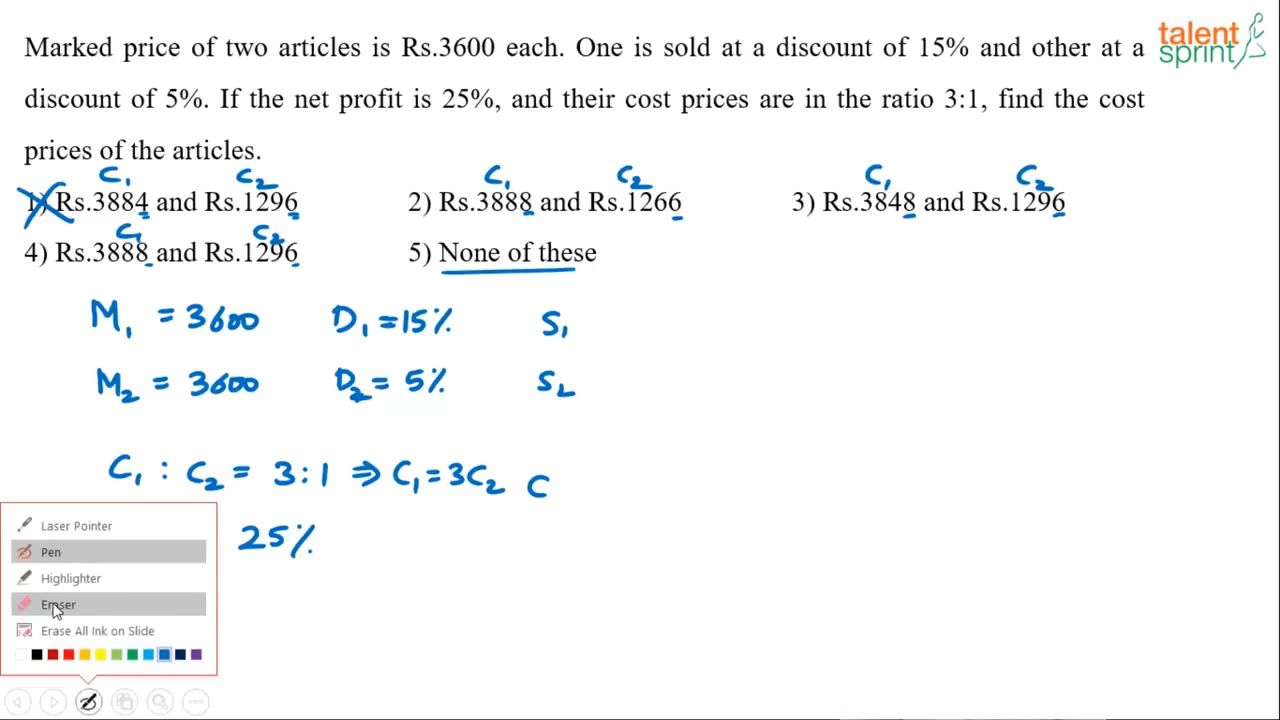 talent
sprint
Marked price of two articles is Rs.3600 each. One is sold at a discount of 15% and other at a
discount of 5%. If the net profit is 25%, and their cost prices are in the ratio 3:1, find the cost
prices of the articles.
C₁ C₂ C₁ C₂ C₁ C₂
1) Rs.3884 and Rs.1296 2) Rs.3888 and Rs.1266 3) Rs.3848 and Rs.1296
C₁ C₂
4) Rs.3888 and Rs.1296 5) None of these
M₁ = 3600 D₁ = 15% S₁
M₂ = 3600 D₂ = 5% S₂
C₁ : C₂ = 3:1 ⇒ C₁ = 3C₂ C
25%
Laser Pointer
Pen
Highlighter
Eraser
Erase All Ink on Slide